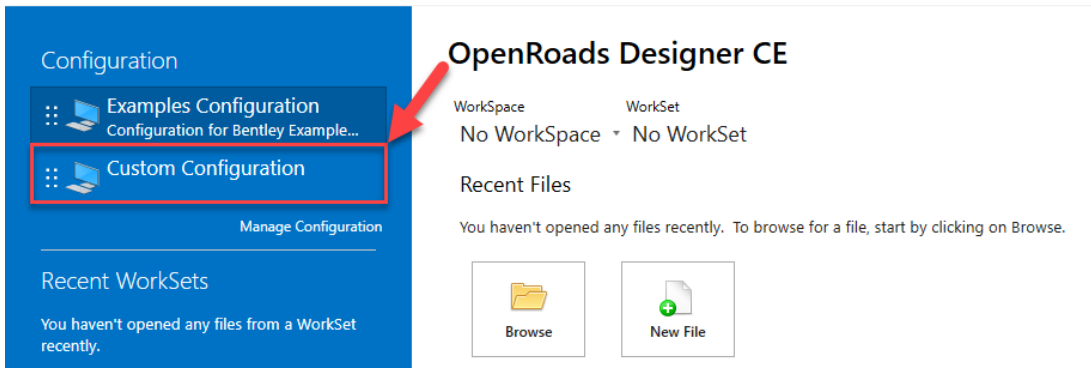 Configuration
Examples Configuration
Configuration for Bentley Example...
Custom Configuration
Manage Configuration
Recent WorkSets
You haven't opened any files from a WorkSet
recently.
OpenRoads Designer CE
WorkSpace WorkSet
No WorkSpace No WorkSet
Recent Files
You haven't opened any files recently. To browse for a file, start by clicking on Browse.
Browse New File